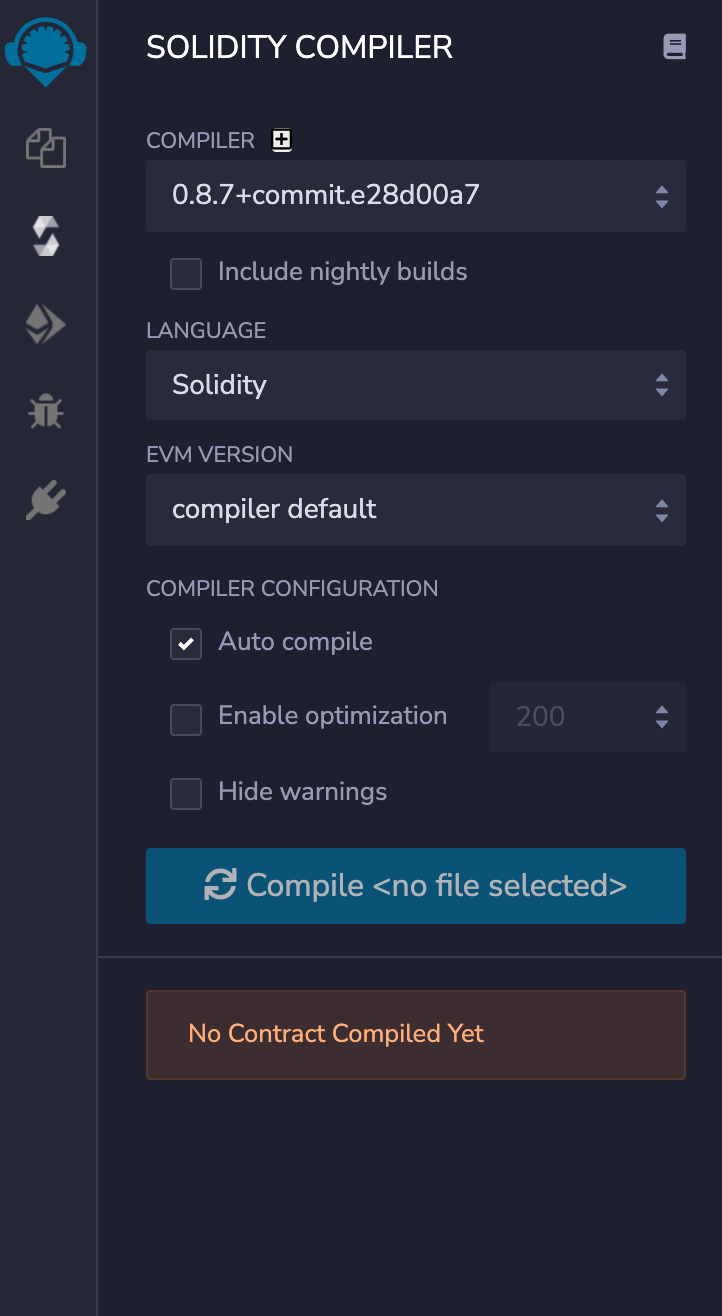 SOLIDITY COMPILER
COMPILER
0.8.7+commit.e28d00a7
Include nightly builds
LANGUAGE
Solidity
EVM VERSION
compiler default
COMPILER CONFIGURATION
Auto compile
Enable optimization 200
Hide warnings
Compile <no file selected>
No Contract Compiled Yet